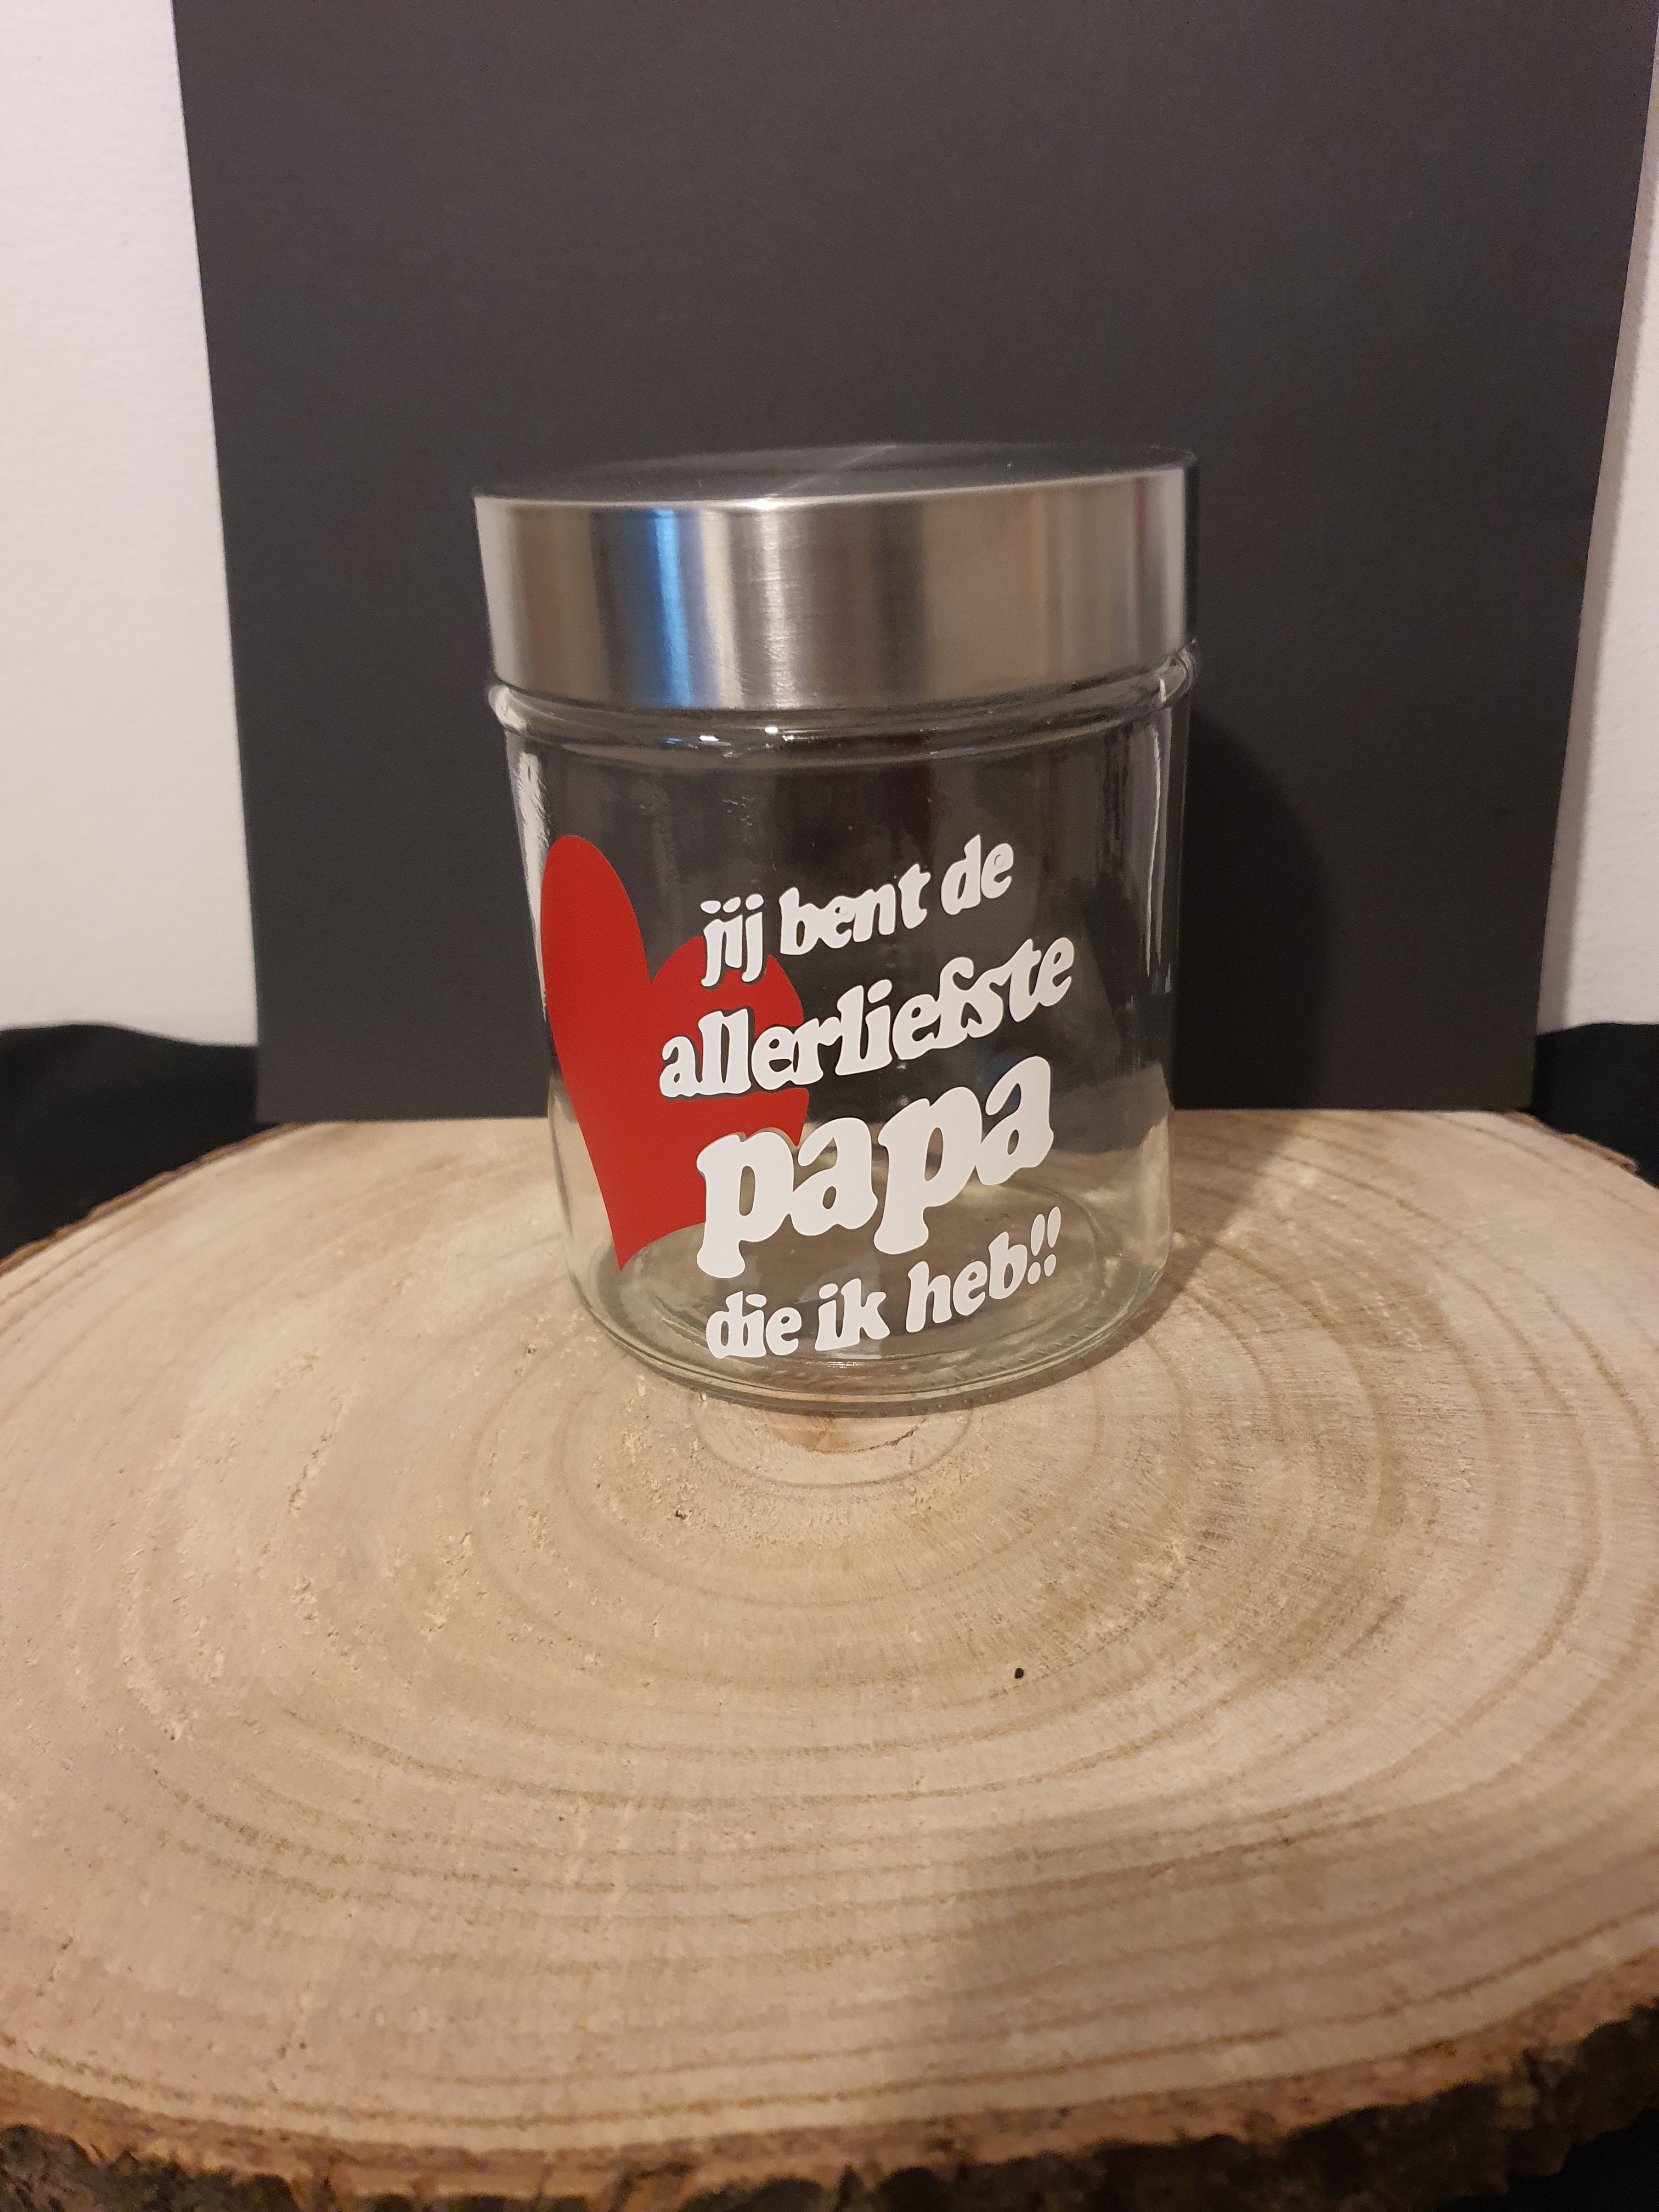 jij bent de
allerliefste
papa
die ik heb!!